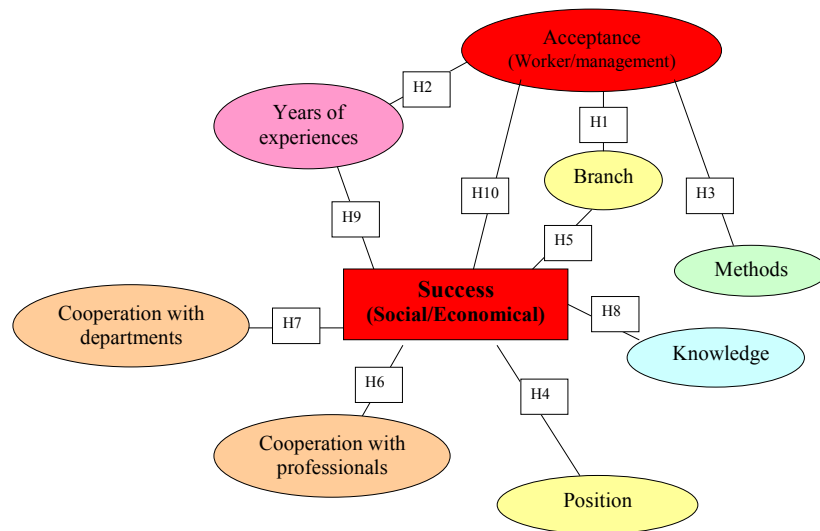 Acceptance
(Worker/management)
H2
Years of
experiences
H1
Branch
H10
H3
H9
H5
Methods
Success
(Social/Economical)
Cooperation with
departments
H7
H8
Knowledge
H6
H4
Cooperation with
professionals
Position